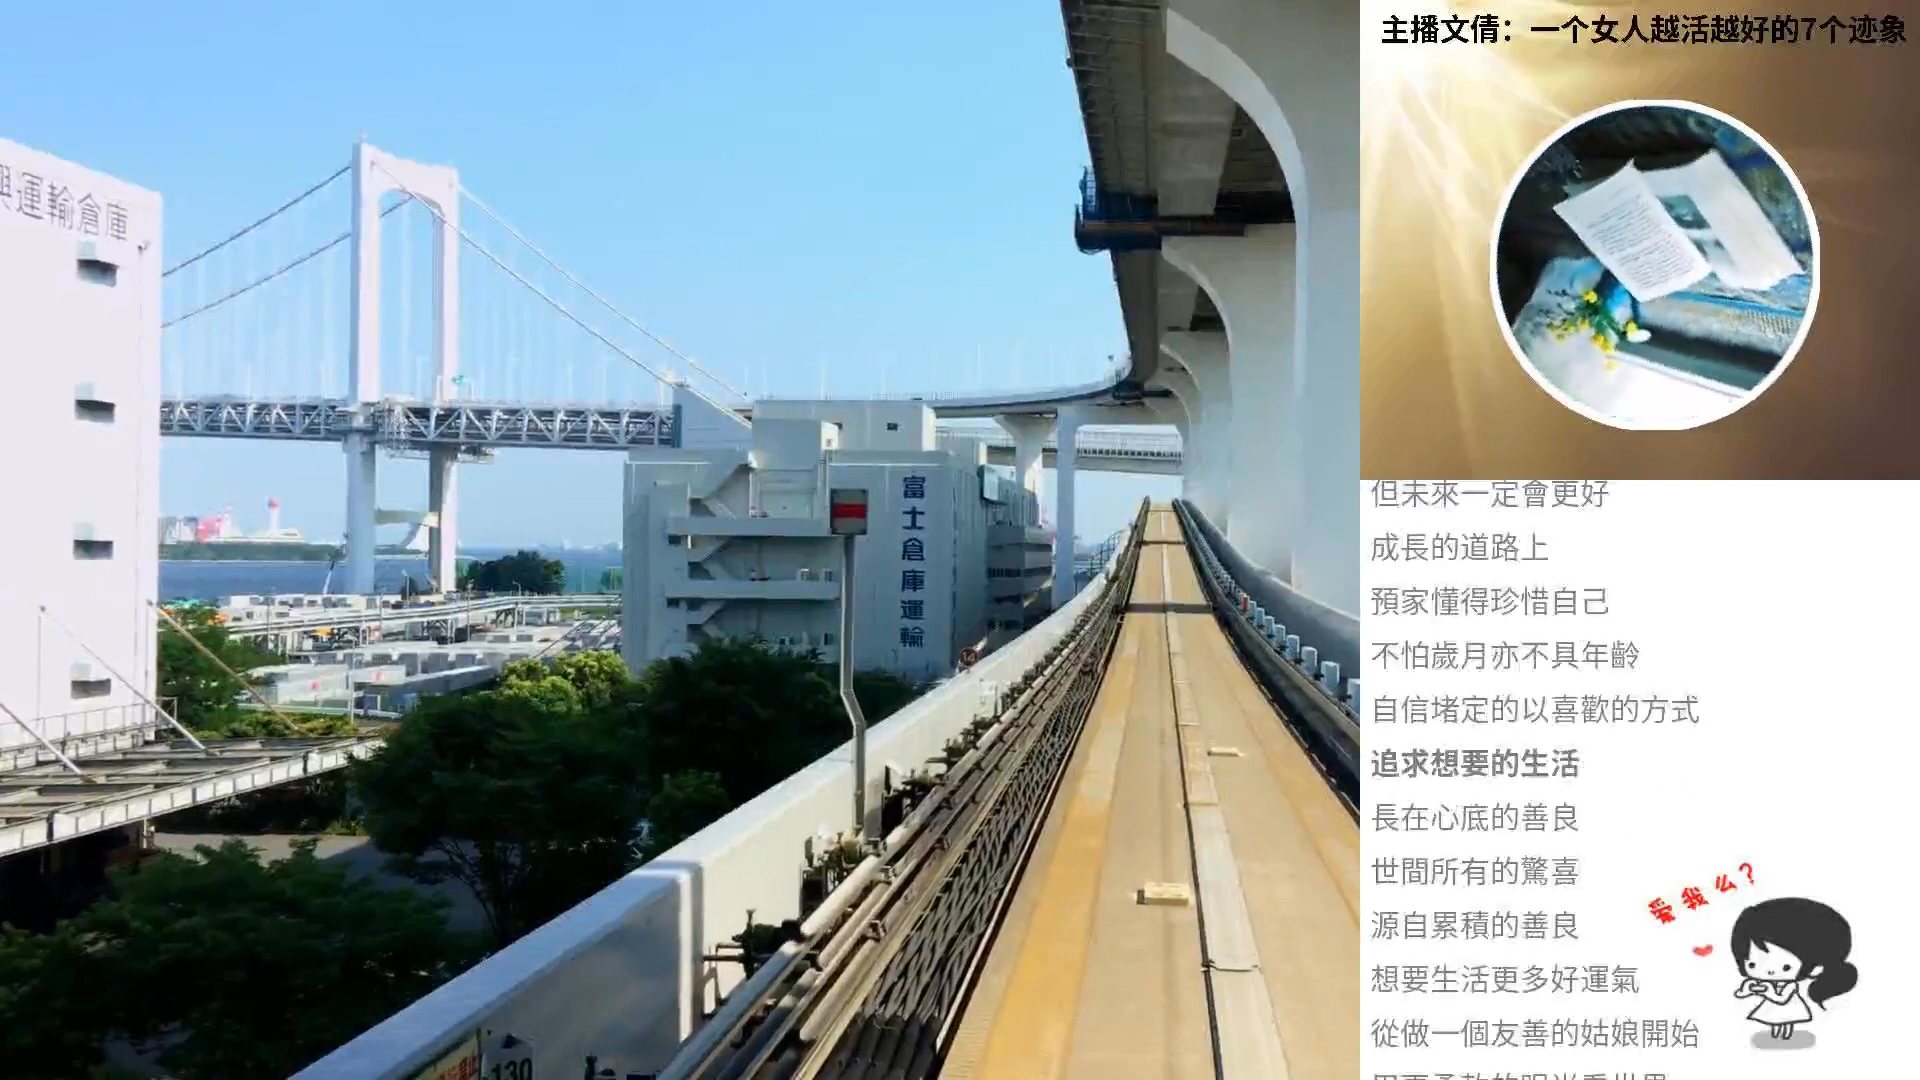 運輸倉庫
富士倉庫運輸
130
主播文倩：一个女人越活越好的7个迹象
但未來一定會更好
成長的道路上
預家懂得珍惜自己
不怕歲月亦不具年齡
自信堵定的以喜歡的方式
追求想要的生活
長在心底的善良
世間所有的驚喜
源自累積的善良
想要生活更多好運氣
從做一個友善的姑娘開始
爱我么?